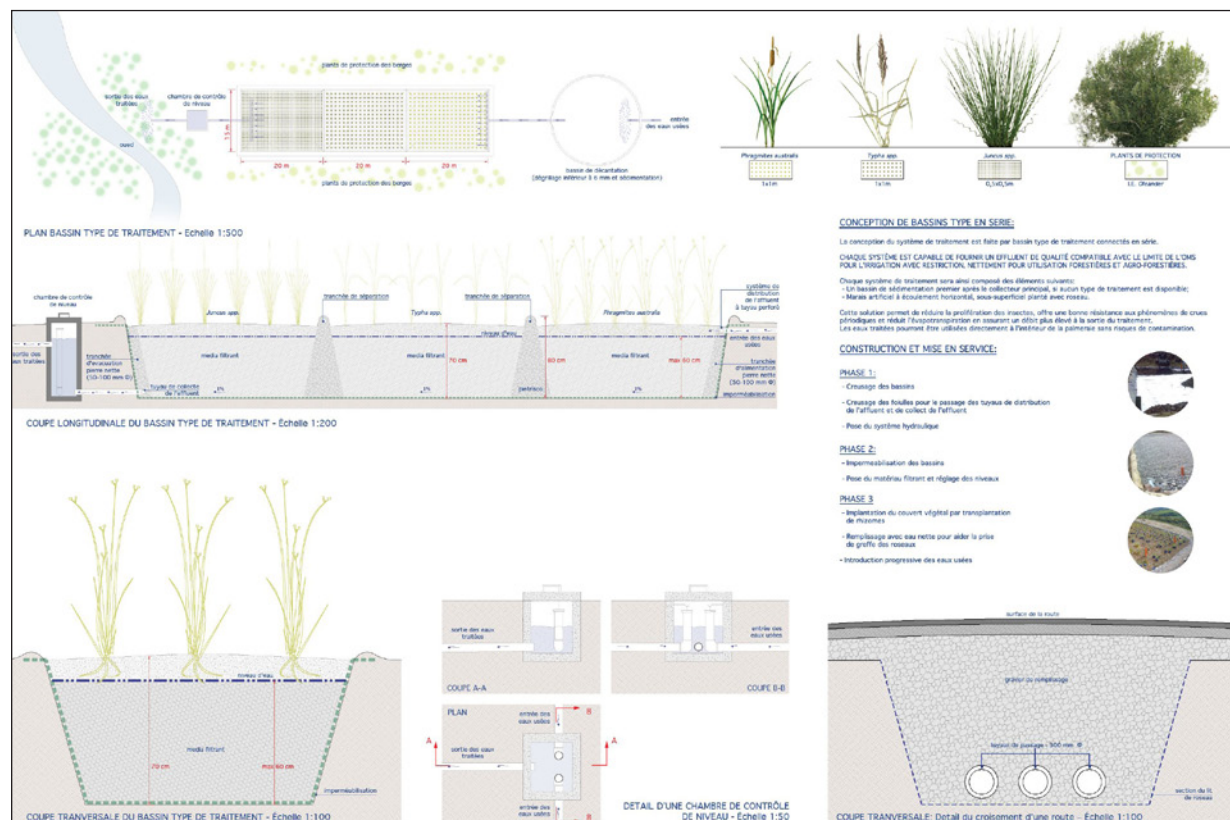 plants de protection des berges
sortie des eaux
traitées
chambre de contrôle
de niveau
oued
15 m
20 m
20 m
20 m
entrée
des eaux usées
bassin de décantation
(dégrillage inférieur à 6 mm et sédimentation)
plants de protection des berges
PLAN BASSIN TYPE DE TRAITEMENT - Echelle 1:500
Phragmites australis
1x1m
Typha spp.
1x1m
Juncus spp.
0,5x0,5m
PLANTS DE PROTECTION
I.E. Oleander
chambre de contrôle
de niveau
Juncus spp.
tranchée de séparation
Typha spp.
tranchée de séparation
Phragmites australis
système de
distribution
de l'affluent
à tuyau perforé
niveau d'eau
entrée des eaux
usées
sortie des
eaux traitées
tranchée
d'évacuation
pierre nette
(50-100 mm Ф)
media filtrant
media filtrant
70 cm
80 cm
media filtrant
max 60 cm
tranchée
d'alimentation
pierre nette
(50-100 mm Ф)
tuyau de collecte
de l'effluent
1%
1%
1%
imperméabilisation
COUPE LONGITUDINALE DU BASSIN TYPE DE TRAITEMENT - Échelle 1:200
CONCEPTION DE BASSINS TYPE EN SERIE:
La conception du système de traitement est faite par bassin type de traitement connectés en série.
CHAQUE SYSTÈME EST CAPABLE DE FOURNIR UN EFFLUENT DE QUALITÉ COMPATIBLE AVEC LE LIMITE DE L'OMS
POUR L'IRRIGATION AVEC RESTRICTION, NETTEMENT POUR UTILISATION FORESTIÈRES ET AGRO-FORESTIÈRES.
Chaque système de traitement sera ainsi composé des éléments suivants:
- Un bassin de sédimentation premier après le collecteur principal, si aucun type de traitement est disponible;
- Marais artificiel à écoulement horizontal, sous-superficiel planté avec roseau.
Cette solution permet de réduire la prolifération des insectes, offre une bonne résistance aux phénomènes de crues
périodiques et réduit l'évapotranspiration en assurant un débit plus élevé à la sortie du traitement.
Les eaux traitées pourront être utilisées directement à l'intérieur de la palmeraie sans risques de contamination.
CONSTRUCTION ET MISE EN SERVICE:
PHASE 1:
- Creusage des bassins
- Creusage des fouilles pour le passage des tuyaux de distribution
de l'affluent et de collect de l'effluent
- Pose du système hydraulique
PHASE 2:
- Imperméabilisation des bassins
- Pose du matériau filtrant et réglage des niveaux
PHASE 3
- Implantation du couvert végétal par transplantation
de rhizomes
- Remplissage avec eau nette pour aider la prise
de greffe des roseaux
- Introduction progressive des eaux usées
niveau d'eau
media filtrant
70 cm
max 60 cm
imperméabilisation
COUPE TRANVERSALE DU BASSIN TYPE DE TRAITEMENT - Échelle 1:100
sortie des eaux
traitées
COUPE A-A
entrée des
eaux usées
COUPE B-B
PLAN
entrée des
eaux usées
B
A
sortie des eaux
traitées
A
entrée des
eaux usées
B
DETAIL D'UNE CHAMBRE DE CONTRÔLE
DE NIVEAU - Echelle 1:50
surface de la route
gravier de remplissage
tuyaux de passage - 500 mm Ф
section du lit
de roseau
COUPE TRANVERSALE: Detail du croisement d'une route - Échelle 1:100